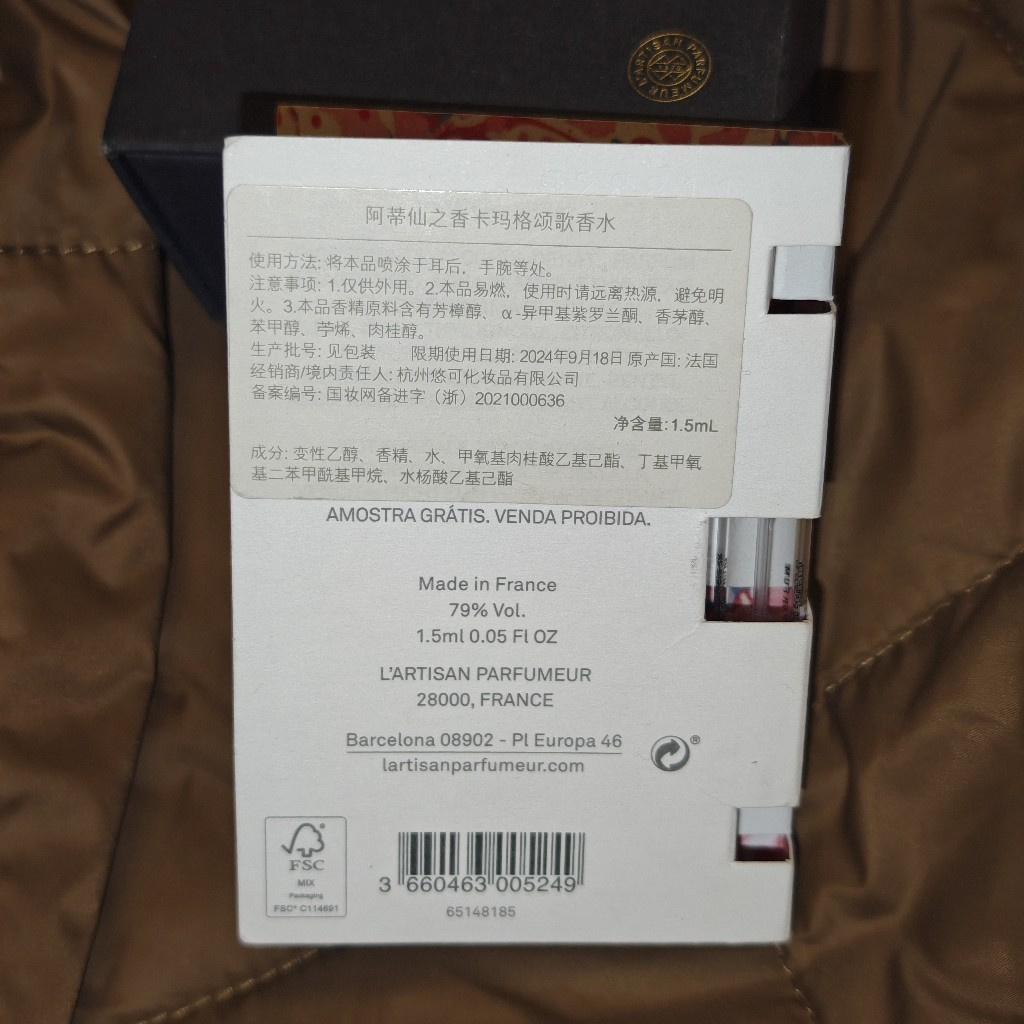 L'ARTISAN PARFUMEUR
阿蒂仙之香卡玛格颂歌香水
使用方法: 将本品喷涂于耳后，手腕等处。
注意事项: 1.仅供外用。2.本品易燃，使用时请远离热源，避免明
火。3.本品香精原料含有芳樟醇、α-异甲基紫罗兰酮、香茅醇、
苯甲醇、苧烯、肉桂醇。
生产批号: 见包装 限期使用日期: 2024年9月18日 原产国: 法国
经销商/境内责任人: 杭州悠可化妆品有限公司
备案编号: 国妆网备进字（浙）2021000636
净含量:1.5mL
成分: 变性乙醇、香精、水、甲氧基肉桂酸乙基己酯、丁基甲氧
基二苯甲酰基甲烷、水杨酸乙基己酯
AMOSTRA GRÁTIS. VENDA PROIBIDA.
Made in France
79% Vol.
1.5ml 0.05 Fl OZ
L'ARTISAN PARFUMEUR
28000, FRANCE
Barcelona 08902 - Pl Europa 46
lartisanparfumeur.com
®
FSC
MIX
Packaging
FSC® C114691
3 660463 005249
65148185